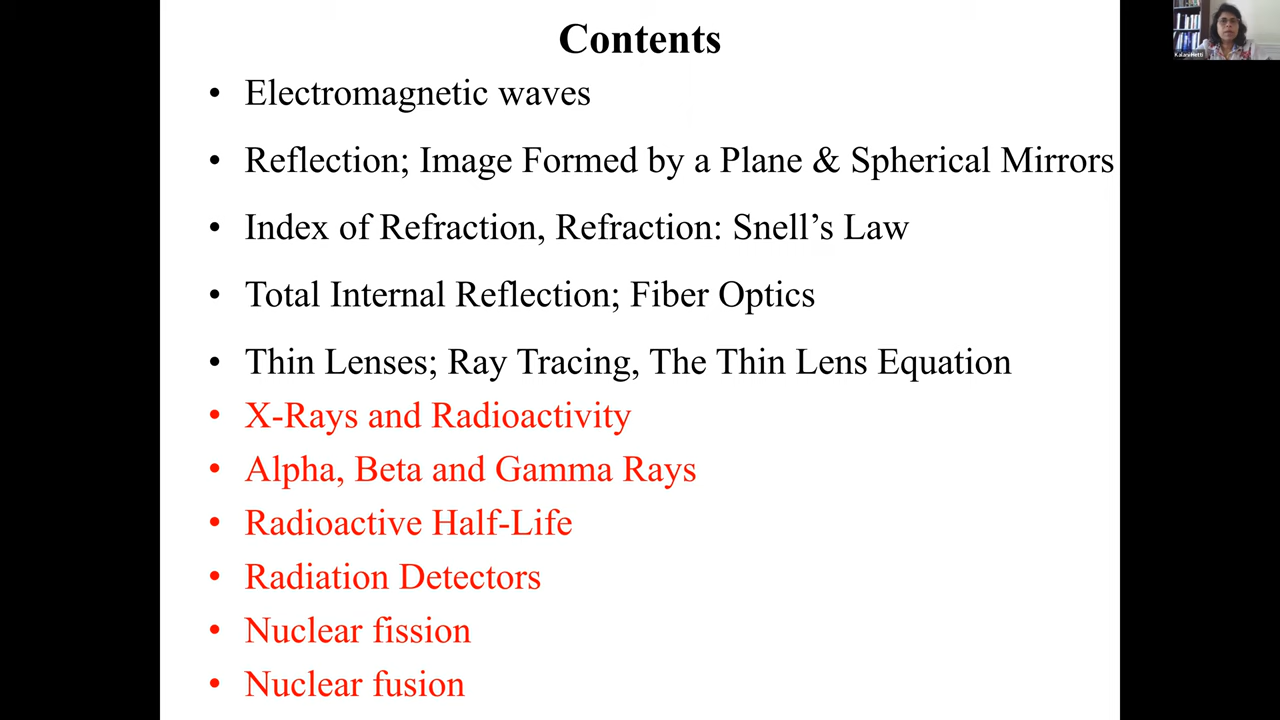 Contents
• Electromagnetic waves
• Reflection; Image Formed by a Plane & Spherical Mirrors
• Index of Refraction, Refraction: Snell’s Law
• Total Internal Reflection; Fiber Optics
• Thin Lenses; Ray Tracing, The Thin Lens Equation
• X-Rays and Radioactivity
• Alpha, Beta and Gamma Rays
• Radioactive Half-Life
• Radiation Detectors
• Nuclear fission
• Nuclear fusion